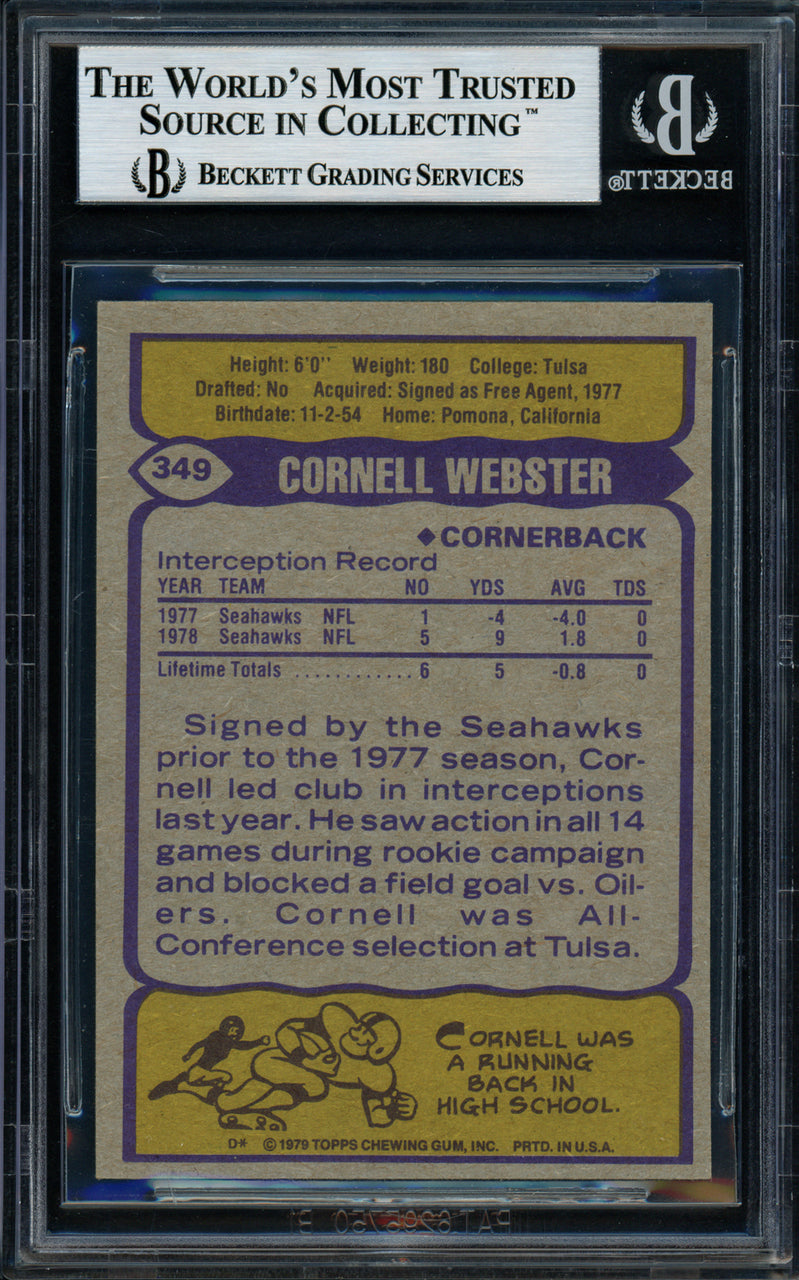 THE WORLD'S MOST TRUSTED
SOURCE IN COLLECTING™
B BECKETT GRADING SERVICES
B
BECKETT®
Height: 6'0" Weight: 180 College: Tulsa
Drafted: No Acquired: Signed as Free Agent, 1977
Birthdate: 11-2-54 Home: Pomona, California
349 CORNELL WEBSTER
◆CORNERBACK
Interception Record
YEAR TEAM NO YDS AVG TDS
1977 Seahawks NFL 1 -4 -4.0 0
1978 Seahawks NFL 5 9 1.8 0
Lifetime Totals ............ 6 5 -0.8 0
Signed by the Seahawks
prior to the 1977 season, Cor-
nell led club in interceptions
last year. He saw action in all 14
games during rookie campaign
and blocked a field goal vs. Oil-
ers. Cornell was All-
Conference selection at Tulsa.
CORNELL WAS
A RUNNING
BACK IN
HIGH SCHOOL.
D* © 1979 TOPPS CHEWING GUM, INC. PRTD. IN U.S.A.